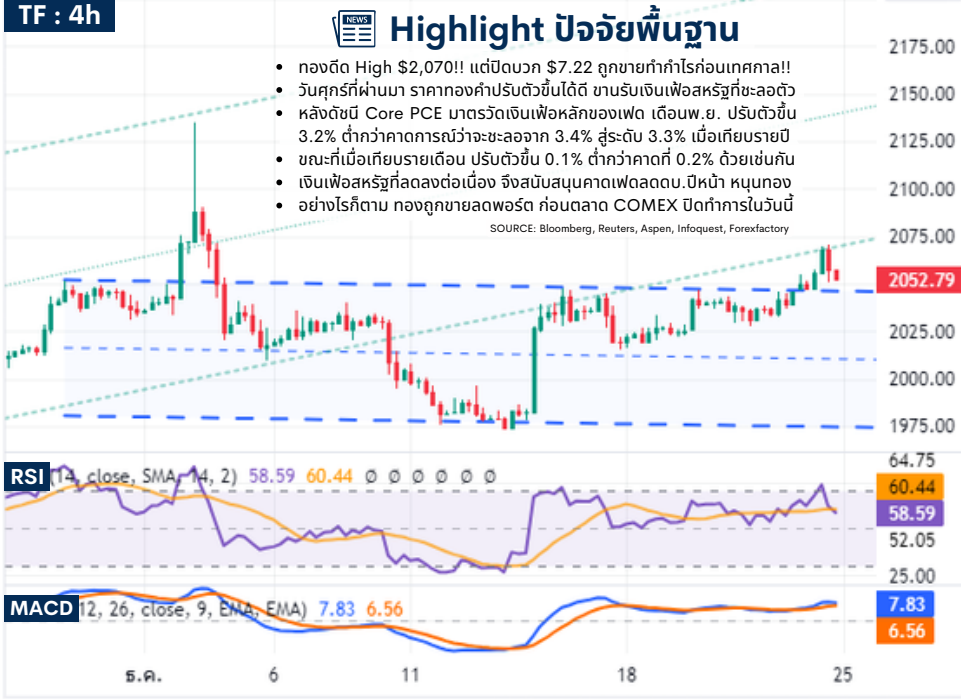 TF : 4h
NEWS
Highlight ปัจจัยพื้นฐาน
• ทองดีด High $2,070!! แต่ปิดบวก $7.22 ถูกขายทำกำไรก่อนเทศกาล!!
• วันศุกร์ที่ผ่านมา ราคาทองคำปรับตัวขึ้นได้ดี ขานรับเงินเฟ้อสหรัฐที่ชะลอตัว
• หลังดัชนี Core PCE มาตรวัดเงินเฟ้อหลักของเฟด เดือนพ.ย. ปรับตัวขึ้น
3.2% ต่ำกว่าคาดการณ์ว่าจะชะลอจาก 3.4% สู่ระดับ 3.3% เมื่อเทียบรายปี
• ขณะที่เมื่อเทียบรายเดือน ปรับตัวขึ้น 0.1% ต่ำกว่าคาดที่ 0.2% ด้วยเช่นกัน
• เงินเฟ้อสหรัฐที่ลดลงต่อเนื่อง จึงสนับสนุนคาดเฟดลดดบ.ปีหน้า หนุนทอง
• อย่างไรก็ตาม ทองถูกขายลดพอร์ต ก่อนตลาด COMEX ปิดทำการในวันนี้
SOURCE: Bloomberg, Reuters, Aspen, Infoquest, Forexfactory
2175.00
2150.00
2125.00
2100.00
2075.00
2052.79
2025.00
2000.00
1975.00
RSI (14, close, SMA, 14, 2) 58.59 60.44 Ø Ø Ø Ø Ø Ø
64.75
60.44
58.59
52.05
25.00
MACD 12, 26, close, 9, EMA, EMA) 7.83 6.56
7.83
6.56
ธ.ค. 6 11 18 25